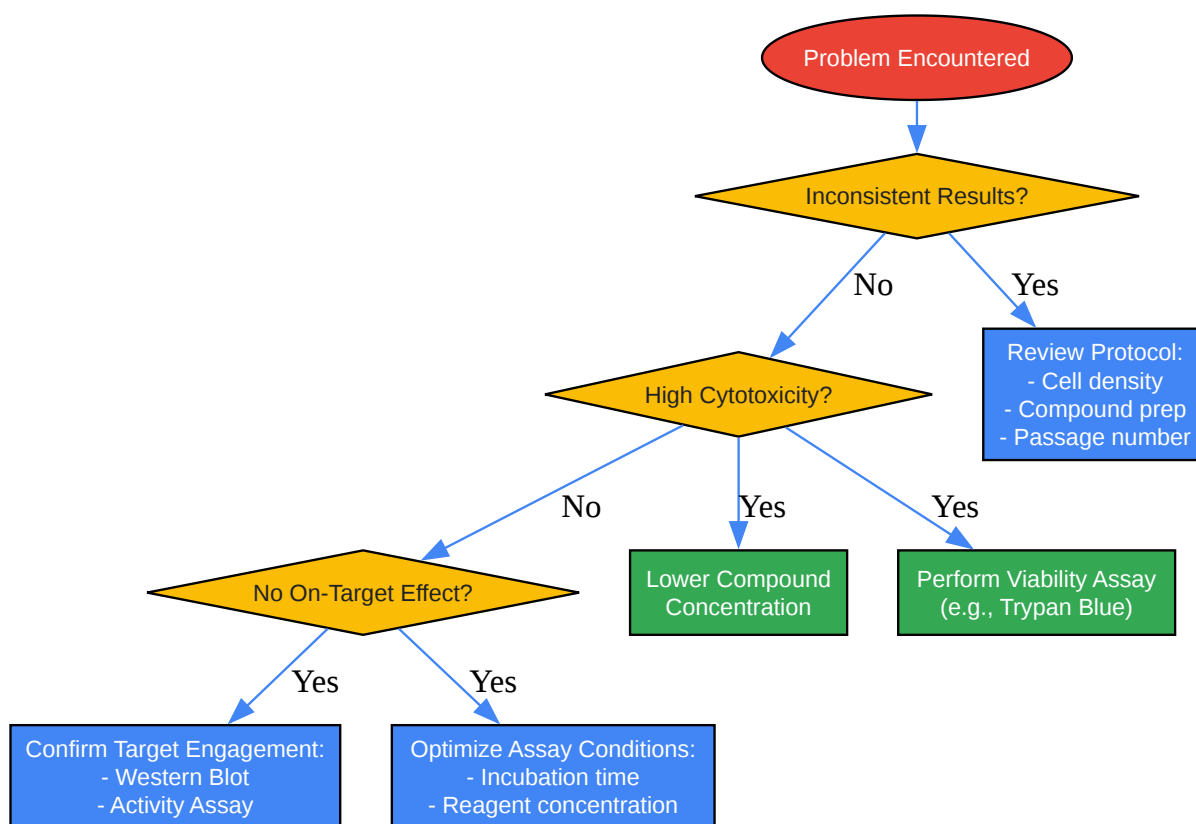 Problem Encountered
Inconsistent Results?
No
Yes
Review Protocol:
- Cell density
- Compound prep
- Passage number
High Cytotoxicity?
No
Yes
Yes
Lower Compound
Concentration
Perform Viability Assay
(e.g., Trypan Blue)
No On-Target Effect?
Yes
Yes
Confirm Target Engagement:
- Western Blot
- Activity Assay
Optimize Assay Conditions:
- Incubation time
- Reagent concentration